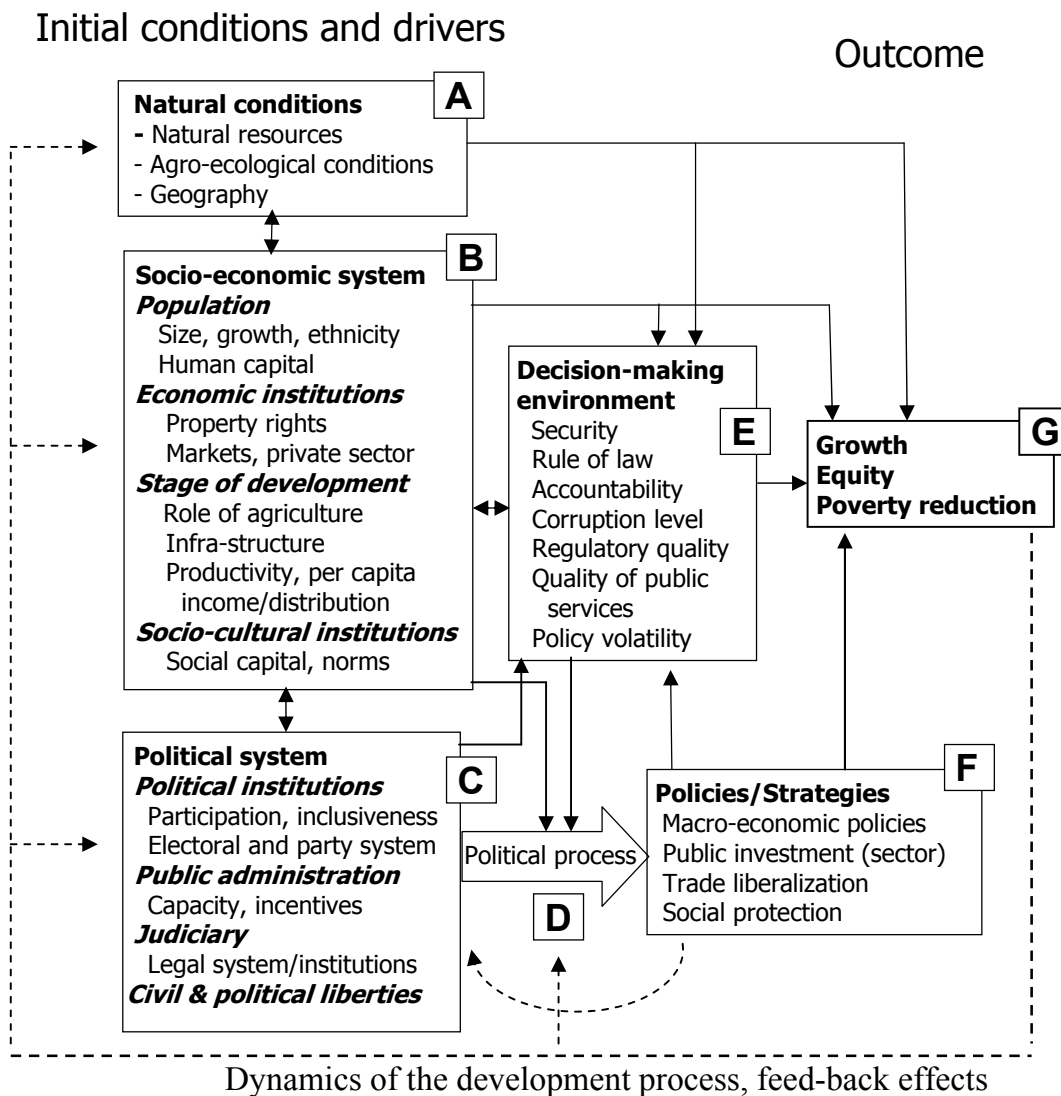 Initial conditions and drivers
Outcome
A
Natural conditions
- Natural resources
- Agro-ecological conditions
- Geography
B
Socio-economic system
Population
Size, growth, ethnicity
Human capital
Economic institutions
Property rights
Markets, private sector
Stage of development
Role of agriculture
Infra-structure
Productivity, per capita
income/distribution
Socio-cultural institutions
Social capital, norms
Decision-making
environment
E
Security
Rule of law
Accountability
Corruption level
Regulatory quality
Quality of public
services
Policy volatility
G
Growth
Equity
Poverty reduction
Political system
C
Political institutions
Participation, inclusiveness
Electoral and party system
Public administration
Capacity, incentives
Judiciary
Legal system/institutions
Civil & political liberties
Political process
D
F
Policies/Strategies
Macro-economic policies
Public investment (sector)
Trade liberalization
Social protection
Dynamics of the development process, feed-back effects